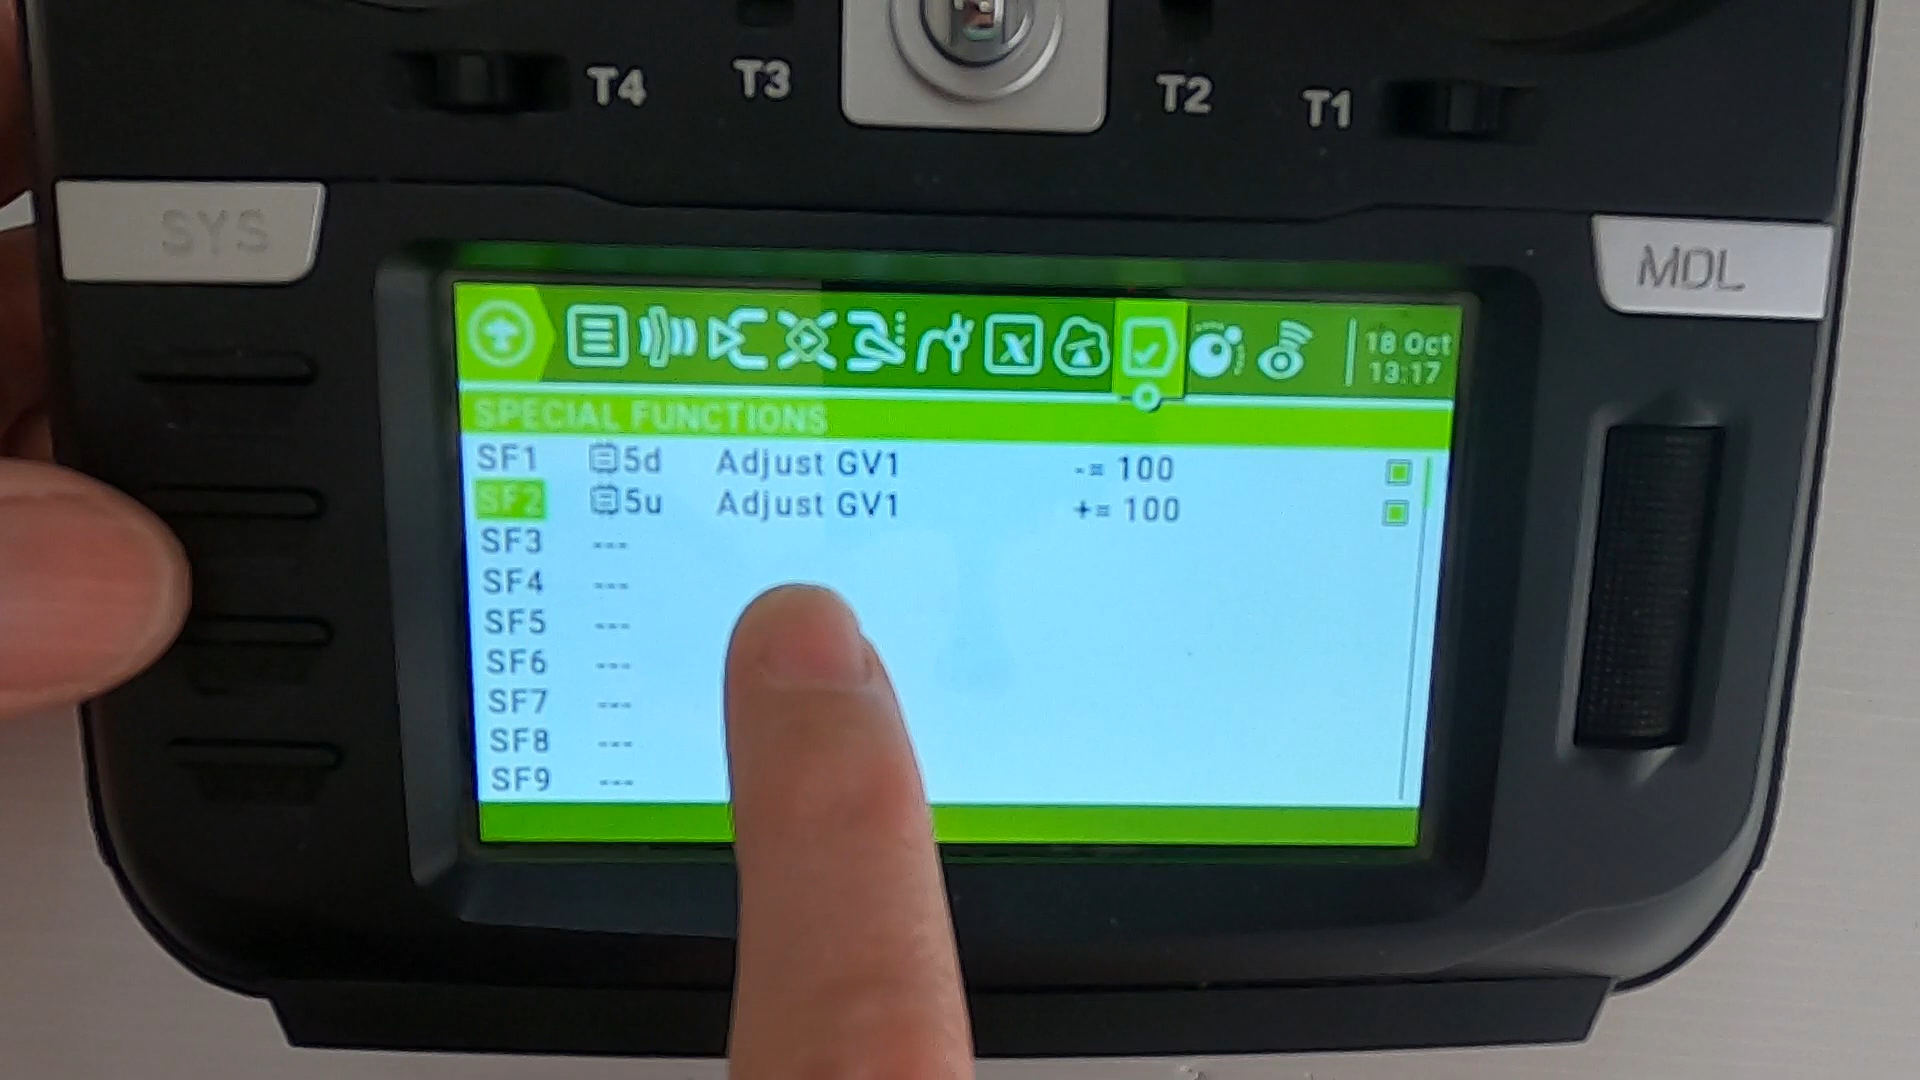 T4 T3 T2 T1
SYS
MDL
18 Oct
13:17
SPECIAL FUNCTIONS
SF1 5d Adjust GV1 -= 100
SF2 5u Adjust GV1 += 100
SF3 ---
SF4 ---
SF5 ---
SF6 ---
SF7 ---
SF8 ---
SF9 ---